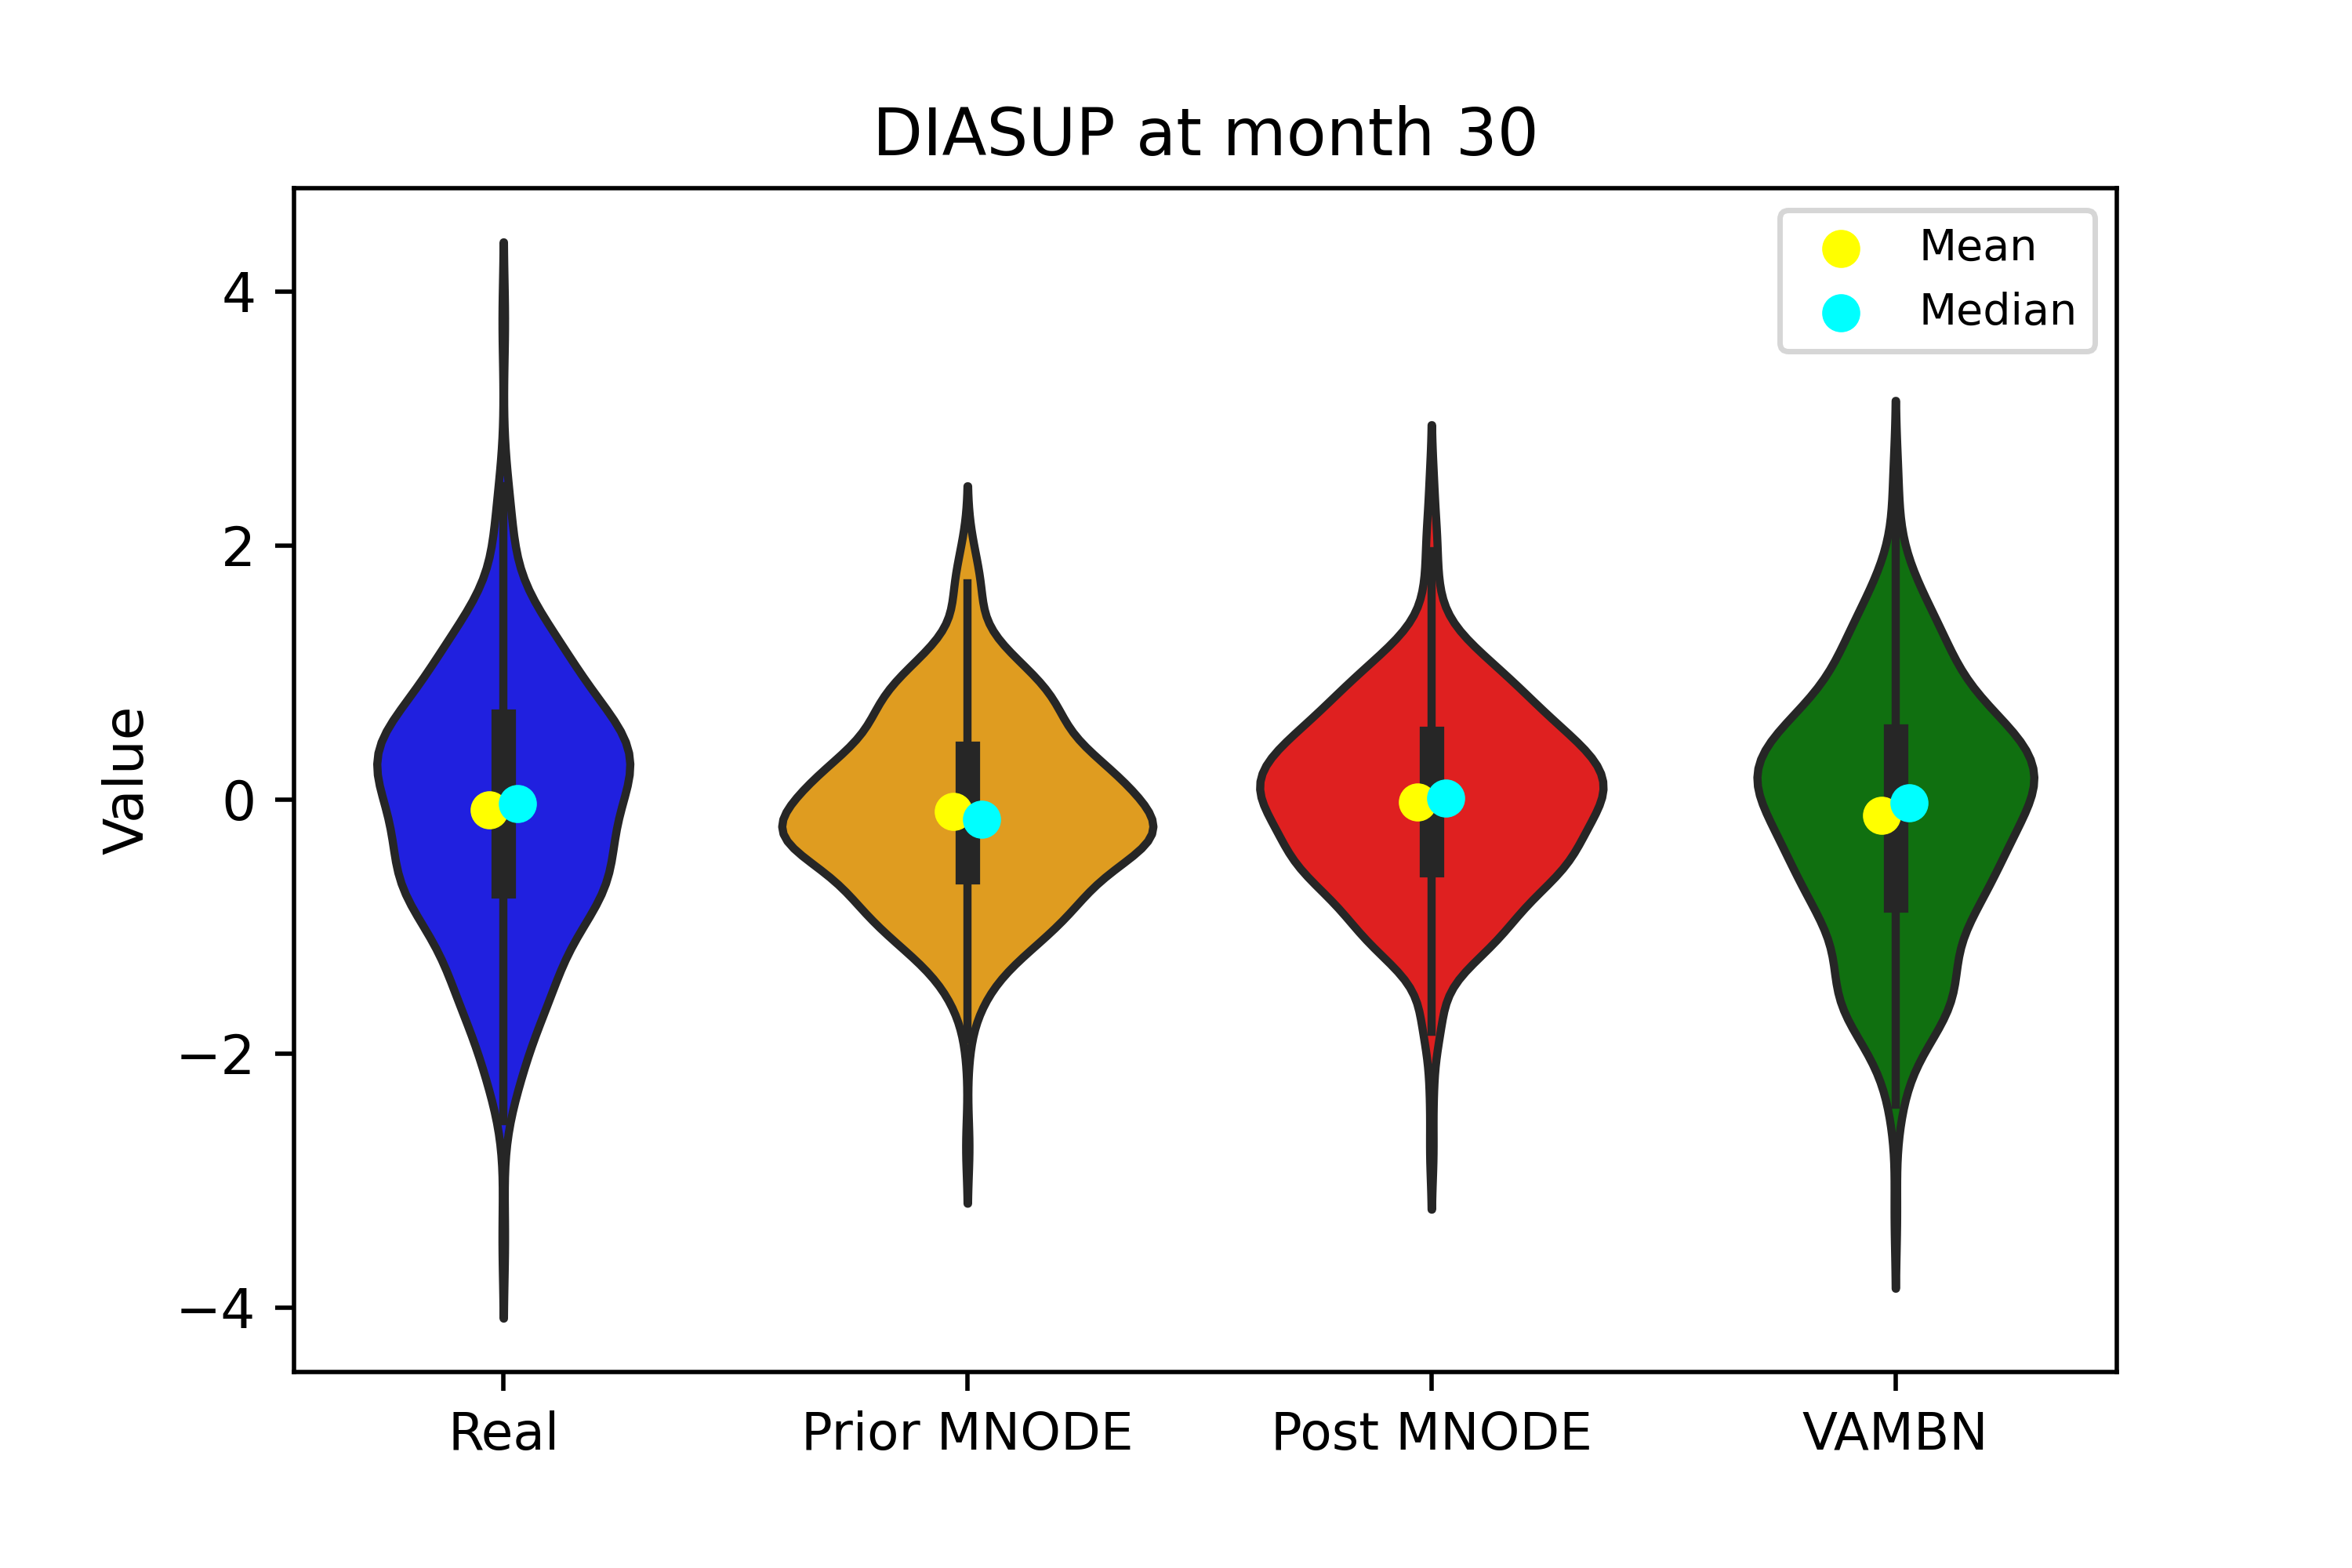 DIASUP at month 30
Mean
Median
Value
4
2
0
−2
−4
Real
Prior MNODE
Post MNODE
VAMBN